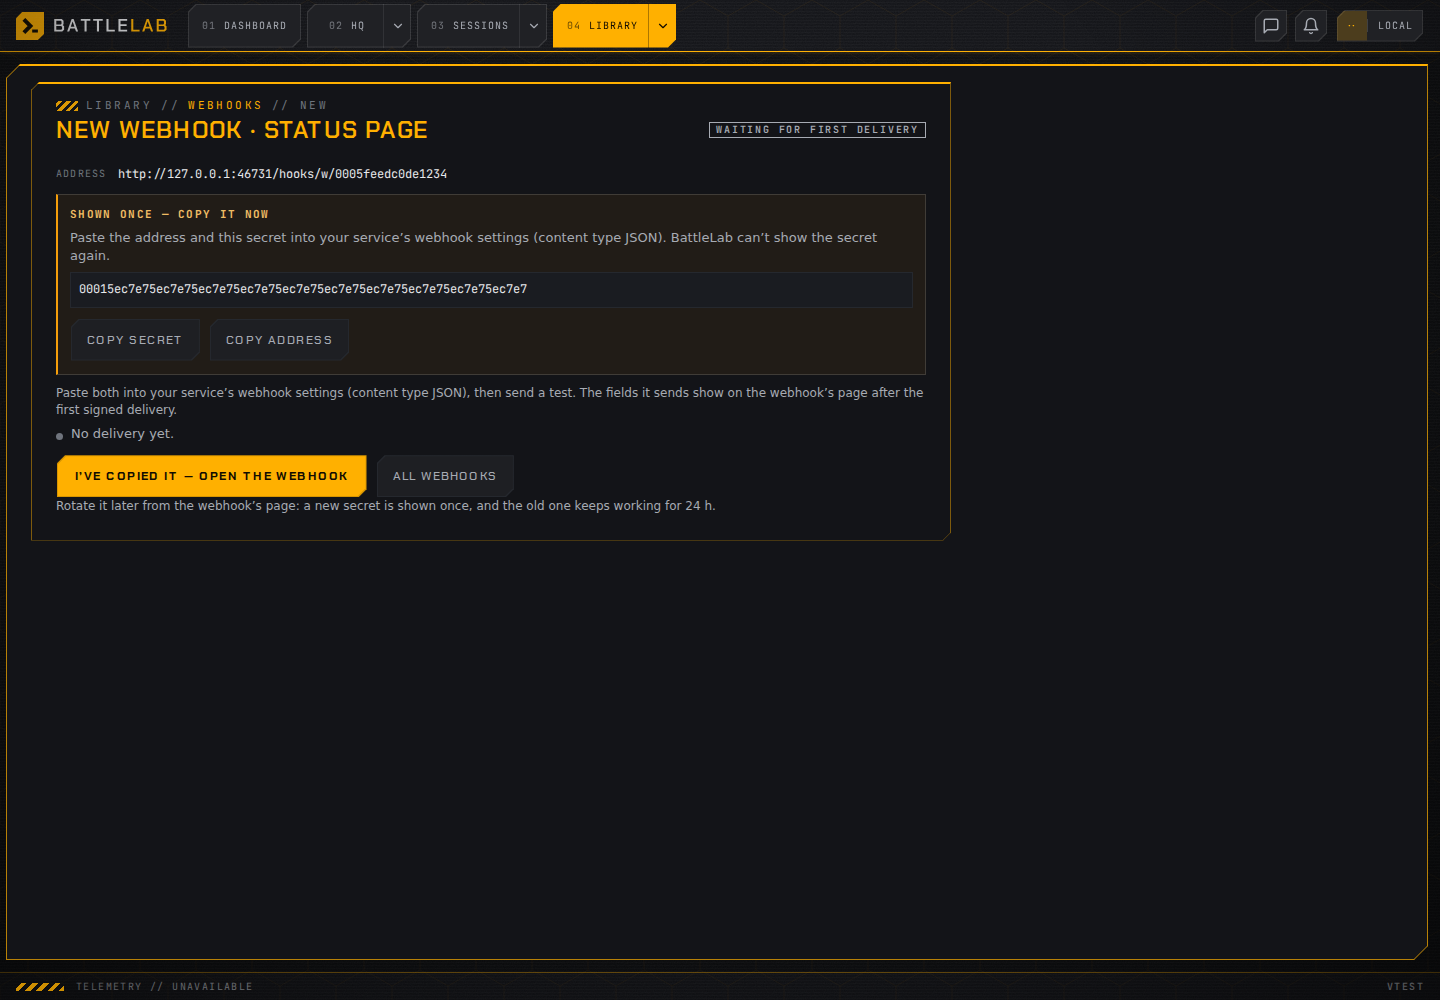 BATTLELAB
01 DASHBOARD
02 HQ
03 SESSIONS
04 LIBRARY
LOCAL
LIBRARY // WEBHOOKS // NEW
NEW WEBHOOK · STATUS PAGE
WAITING FOR FIRST DELIVERY
ADDRESS http://127.0.0.1:46731/hooks/w/0005feedc0de1234
SHOWN ONCE — COPY IT NOW
Paste the address and this secret into your service’s webhook settings (content type JSON). BattleLab can’t show the secret
again.
00015ec7e75ec7e75ec7e75ec7e75ec7e75ec7e75ec7e75ec7e75ec7e75ec7e7
COPY SECRET
COPY ADDRESS
Paste both into your service’s webhook settings (content type JSON), then send a test. The fields it sends show on the webhook’s page after the
first signed delivery.
No delivery yet.
I'VE COPIED IT — OPEN THE WEBHOOK
ALL WEBHOOKS
Rotate it later from the webhook’s page: a new secret is shown once, and the old one keeps working for 24 h.
TELEMETRY // UNAVAILABLE
VTEST